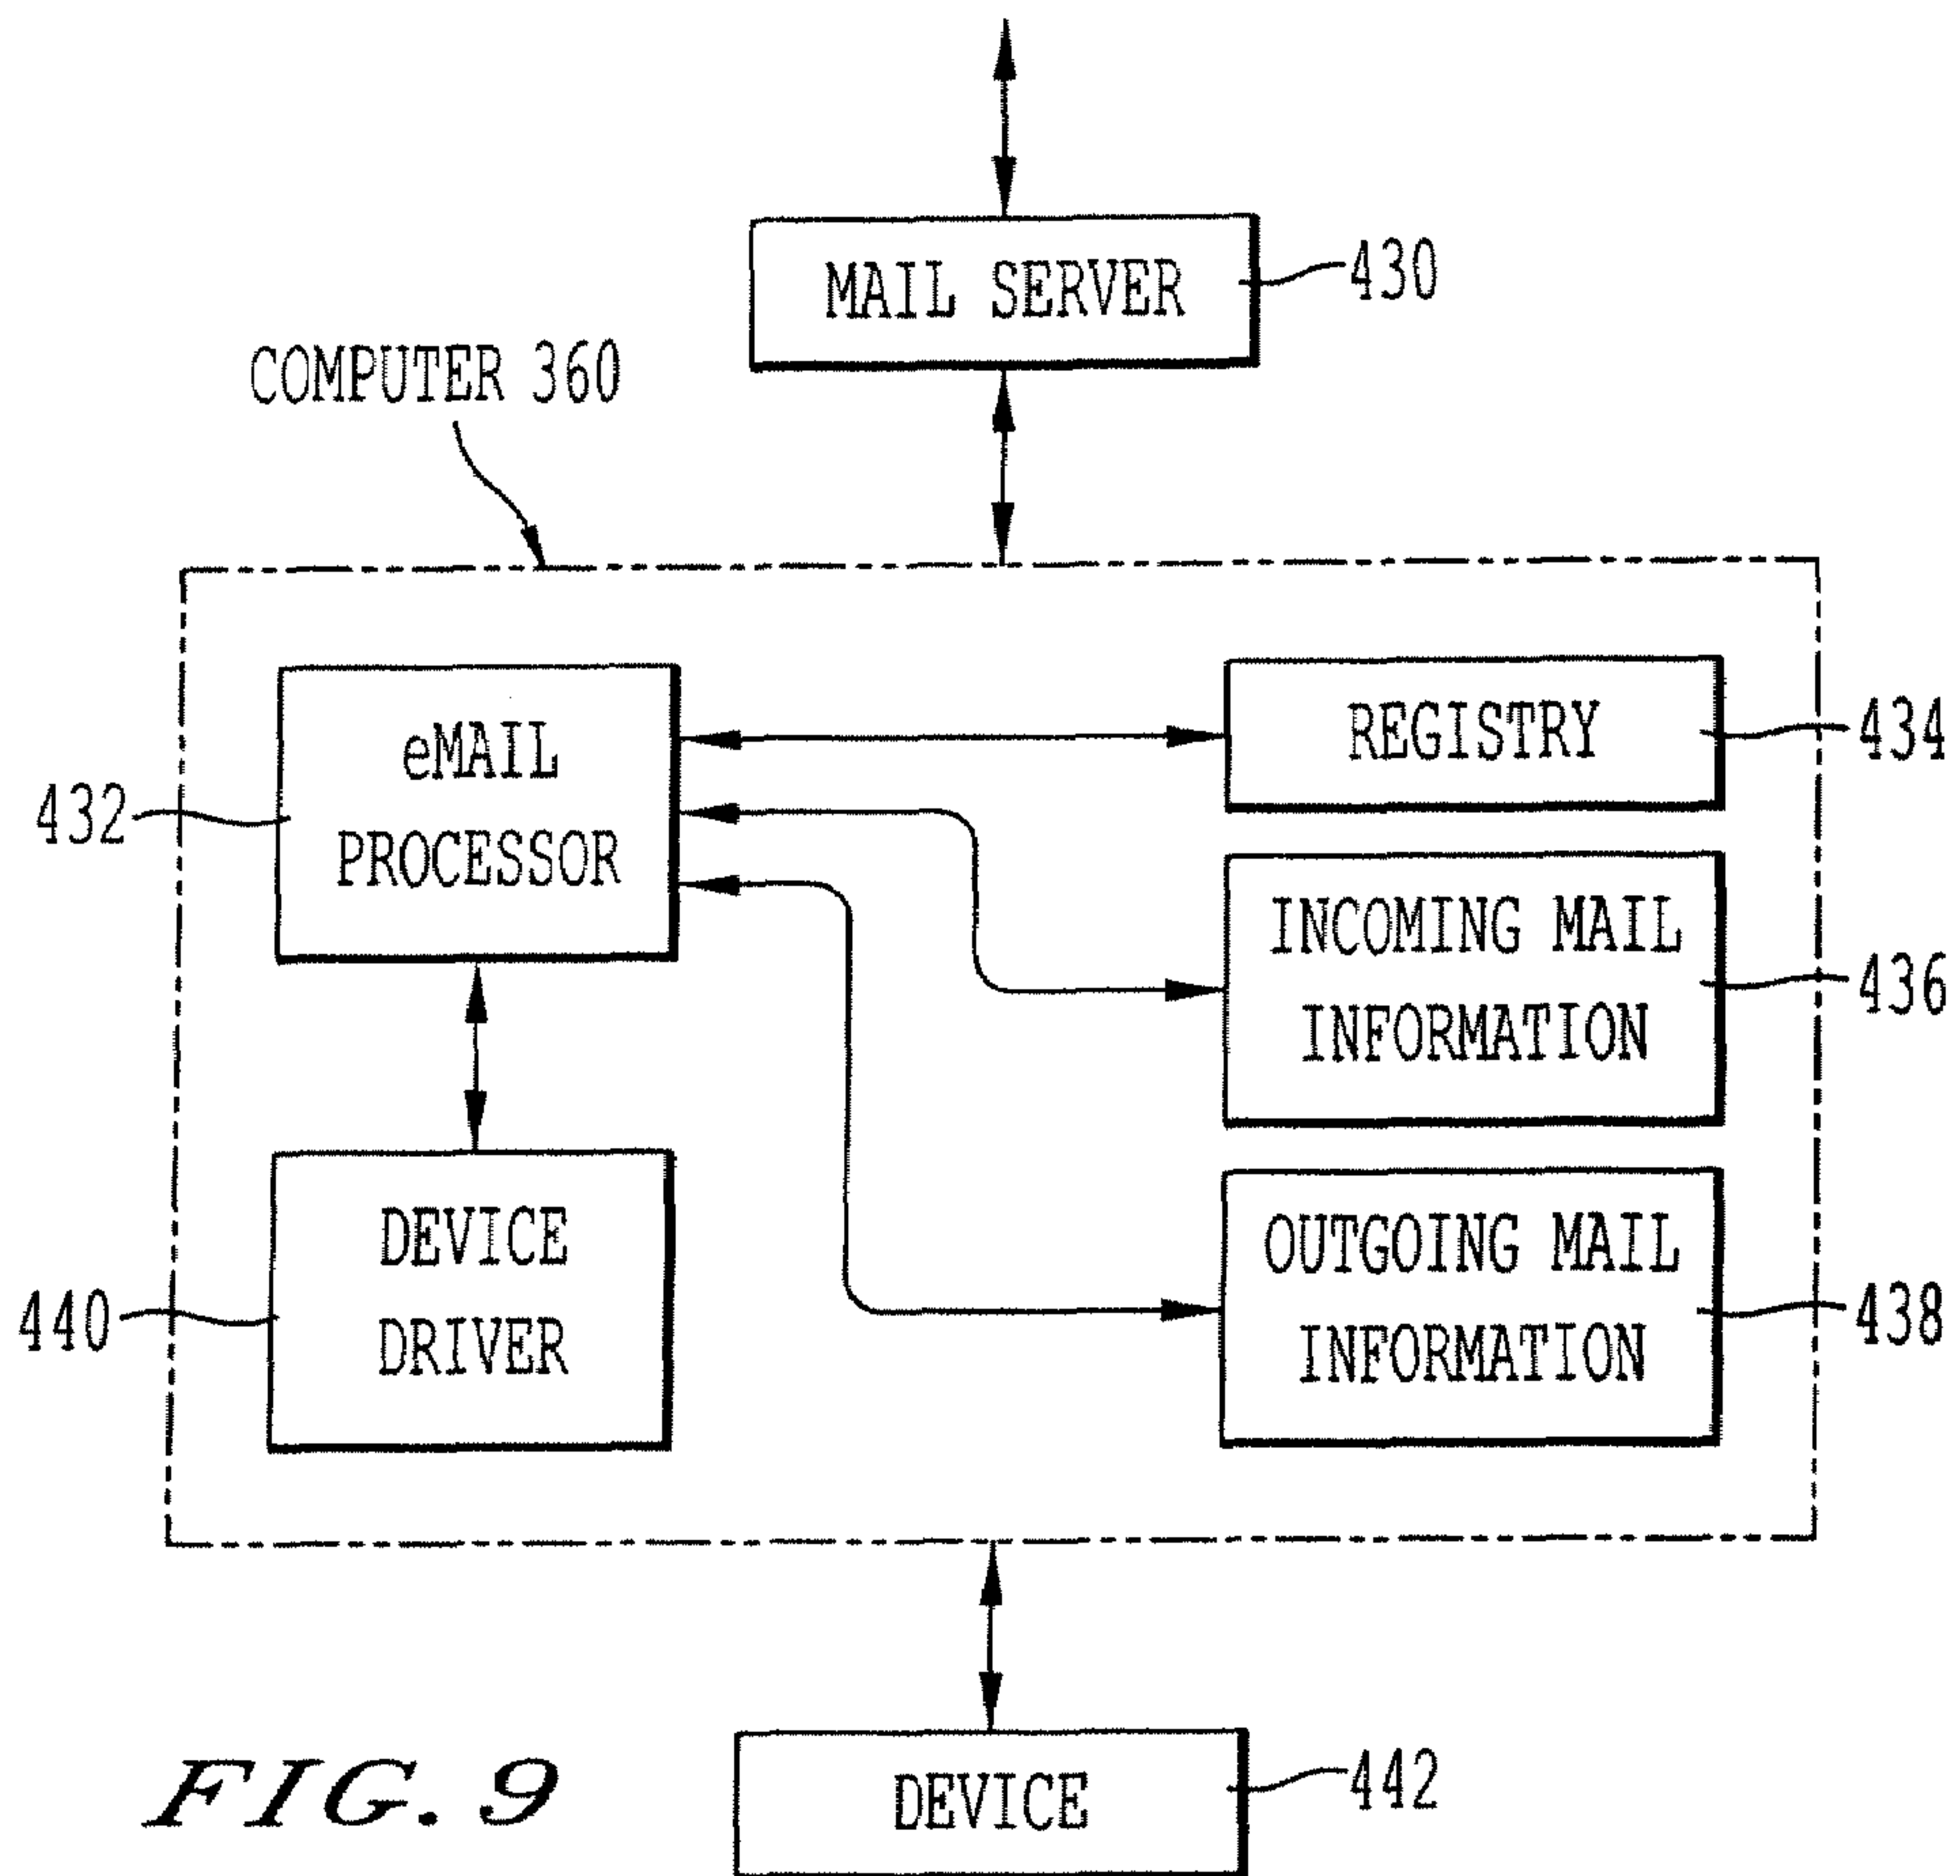 MAIL SERVER
430
COMPUTER 360
eMAIL
PROCESSOR
432
REGISTRY
434
INCOMING MAIL
INFORMATION
436
DEVICE
DRIVER
440
OUTGOING MAIL
INFORMATION
438
DEVICE
442
FIG. 9